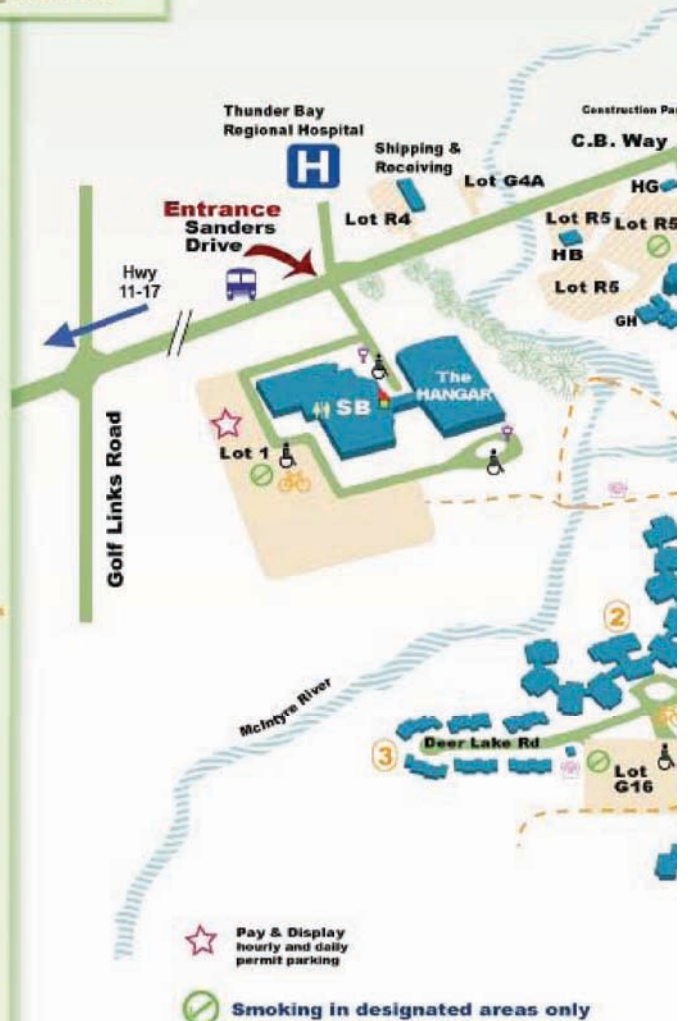 Thunder Bay
Regional Hospital
H
Construction
C.B. Way
Shipping &
Receiving
Lot G4A
HG
Entrance
Sanders
Drive
Lot R4
Lot R5
Lot R5
HB
Lot R5
GH
Hwy
11-17
The
HANGAR
SB
Lot 1
Golf Links Road
2
McIntyre River
3
Deer Lake Rd
Lot
G16
Pay & Display
hourly and daily
permit parking
Smoking in designated areas only